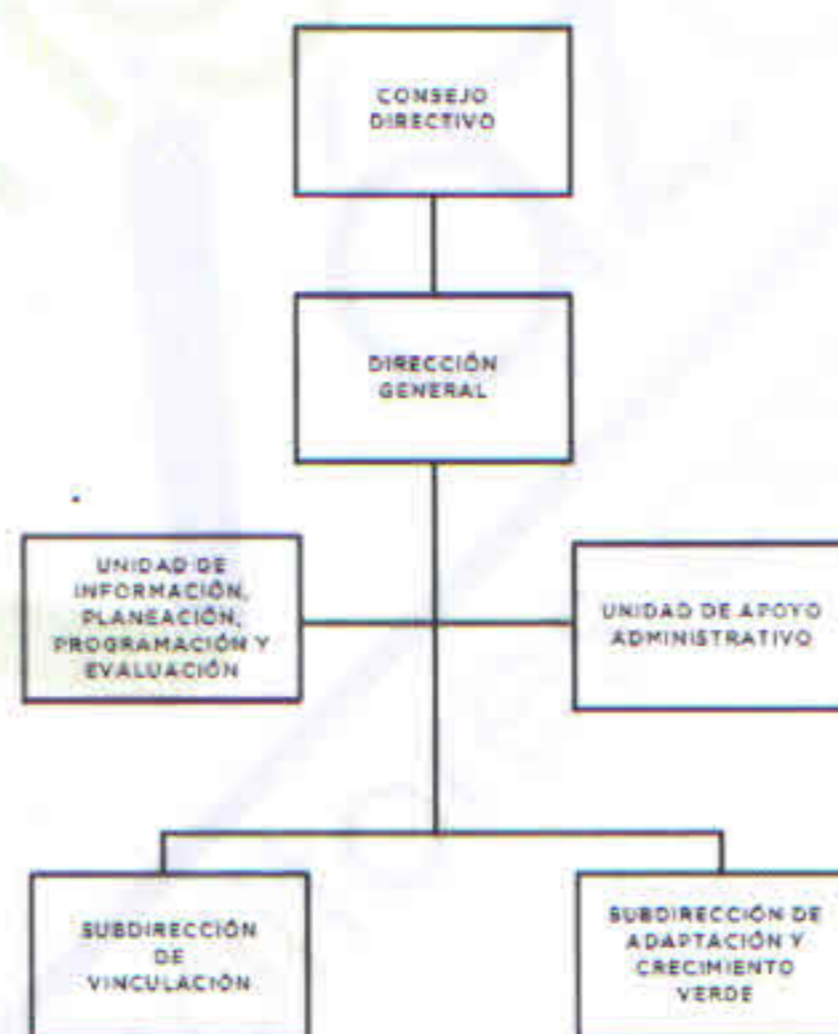 CONSEJO
DIRECTIVO
DIRECCIÓN
GENERAL
UNIDAD DE
INFORMACIÓN,
PLANEACIÓN,
PROGRAMACIÓN Y
EVALUACIÓN
UNIDAD DE APOYO
ADMINISTRATIVO
SUBDIRECCIÓN
DE
VINCULACIÓN
SUBDIRECCIÓN DE
ADAPTACIÓN Y
CRECIMIENTO
VERDE